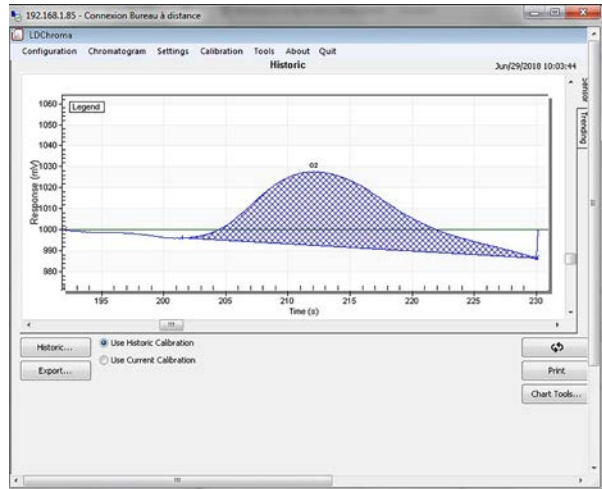 192.168.1.85 - Connexion Bureau à distance
LDChroma
Configuration Chromatogram Settings Calibration Tools About Quit
Historic
Jun/29/2018 10:03:44
Sensor
Trending
Legend
O2
Response (mV)
1060
1050
1040
1030
1020
1010
1000
990
980
195 200 205 210 215 220 225 230
Time (s)
Historic... Use Historic Calibration
Export... Use Current Calibration
Print
Chart Tools...